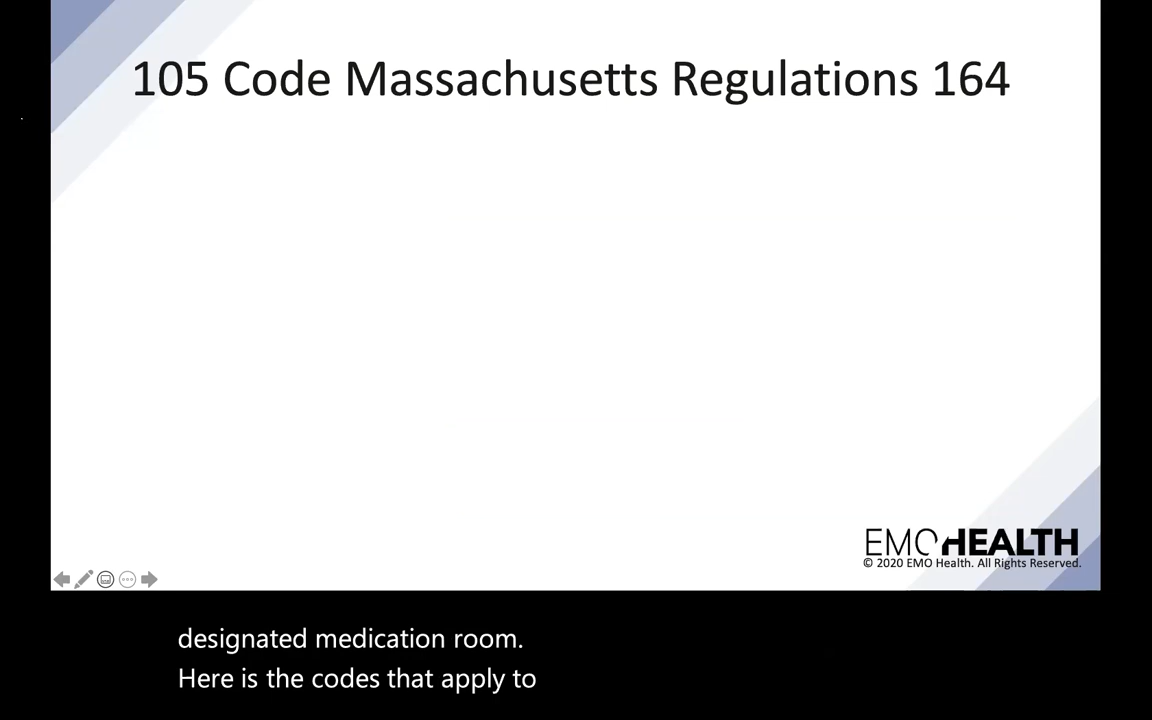 105 Code Massachusetts Regulations 164
EMOHEALTH
© 2020 EMO Health. All Rights Reserved.
designated medication room.
Here is the codes that apply to